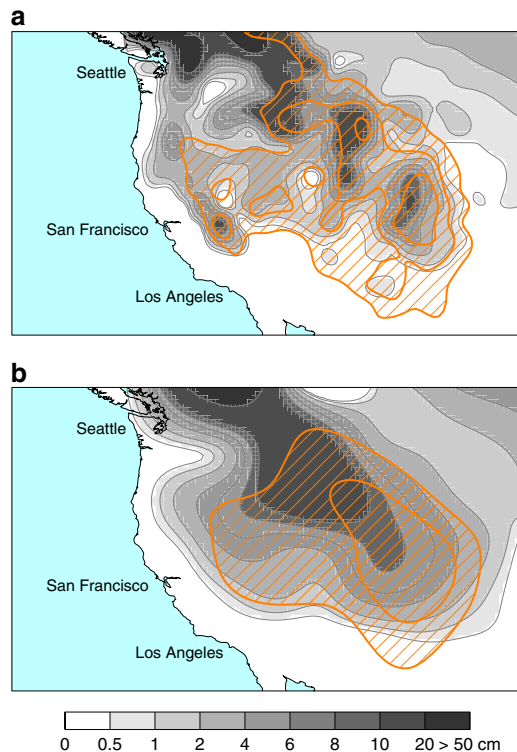 a
Seattle
San Francisco
Los Angeles
b
Seattle
San Francisco
Los Angeles
0 0.5 1 2 4 6 8 10 20 > 50 cm